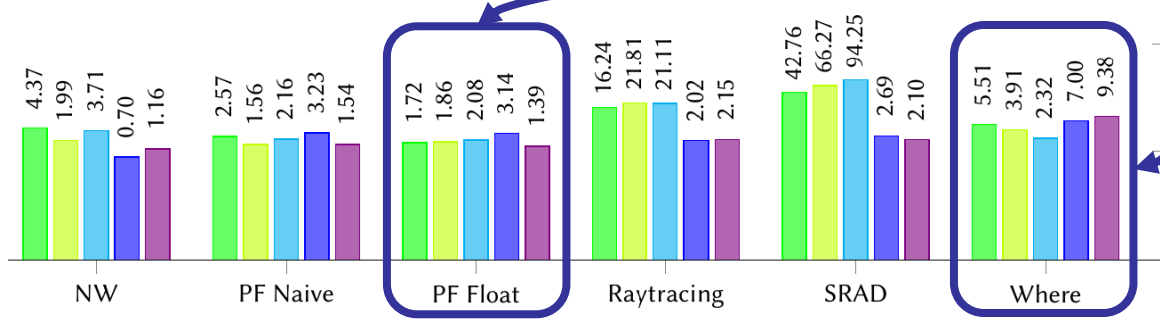 4.37 1.99 3.71 0.70 1.16
2.57 1.56 2.16 3.23 1.54
1.72 1.86 2.08 3.14 1.39
16.24 21.81 21.11 2.02 2.15
42.76 66.27 94.25 2.69 2.10
5.51 3.91 2.32 7.00 9.38
NW PF Naive PF Float Raytracing SRAD Where